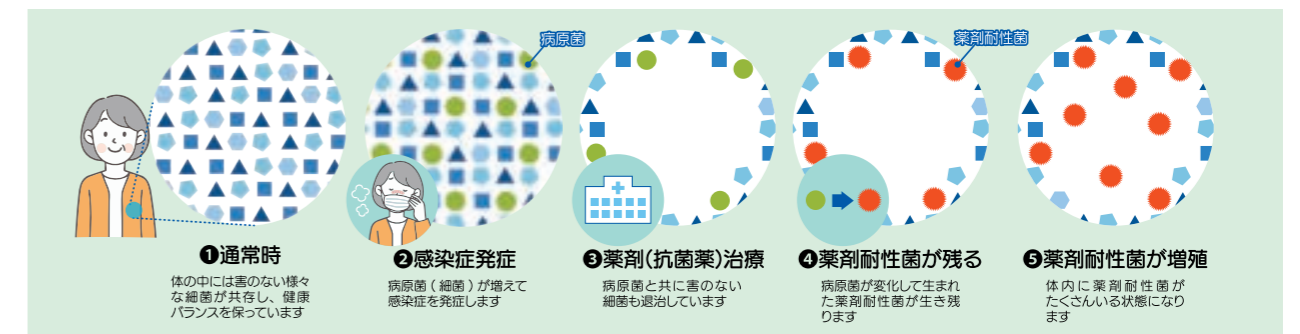 病原菌
薬剤耐性菌
❶通常時
体の中には害のない様々
な細菌が共存し、健康
バランスを保っています
❷感染症発症
病原菌（細菌）が増えて
感染症を発症します
❸薬剤(抗菌薬)治療
病原菌と共に害のない
細菌も退治しています
❹薬剤耐性菌が残る
病原菌が変化して生まれ
た薬剤耐性菌が生き残
ります
❺薬剤耐性菌が増殖
体内に薬剤耐性菌が
たくさんいる状態になり
ます